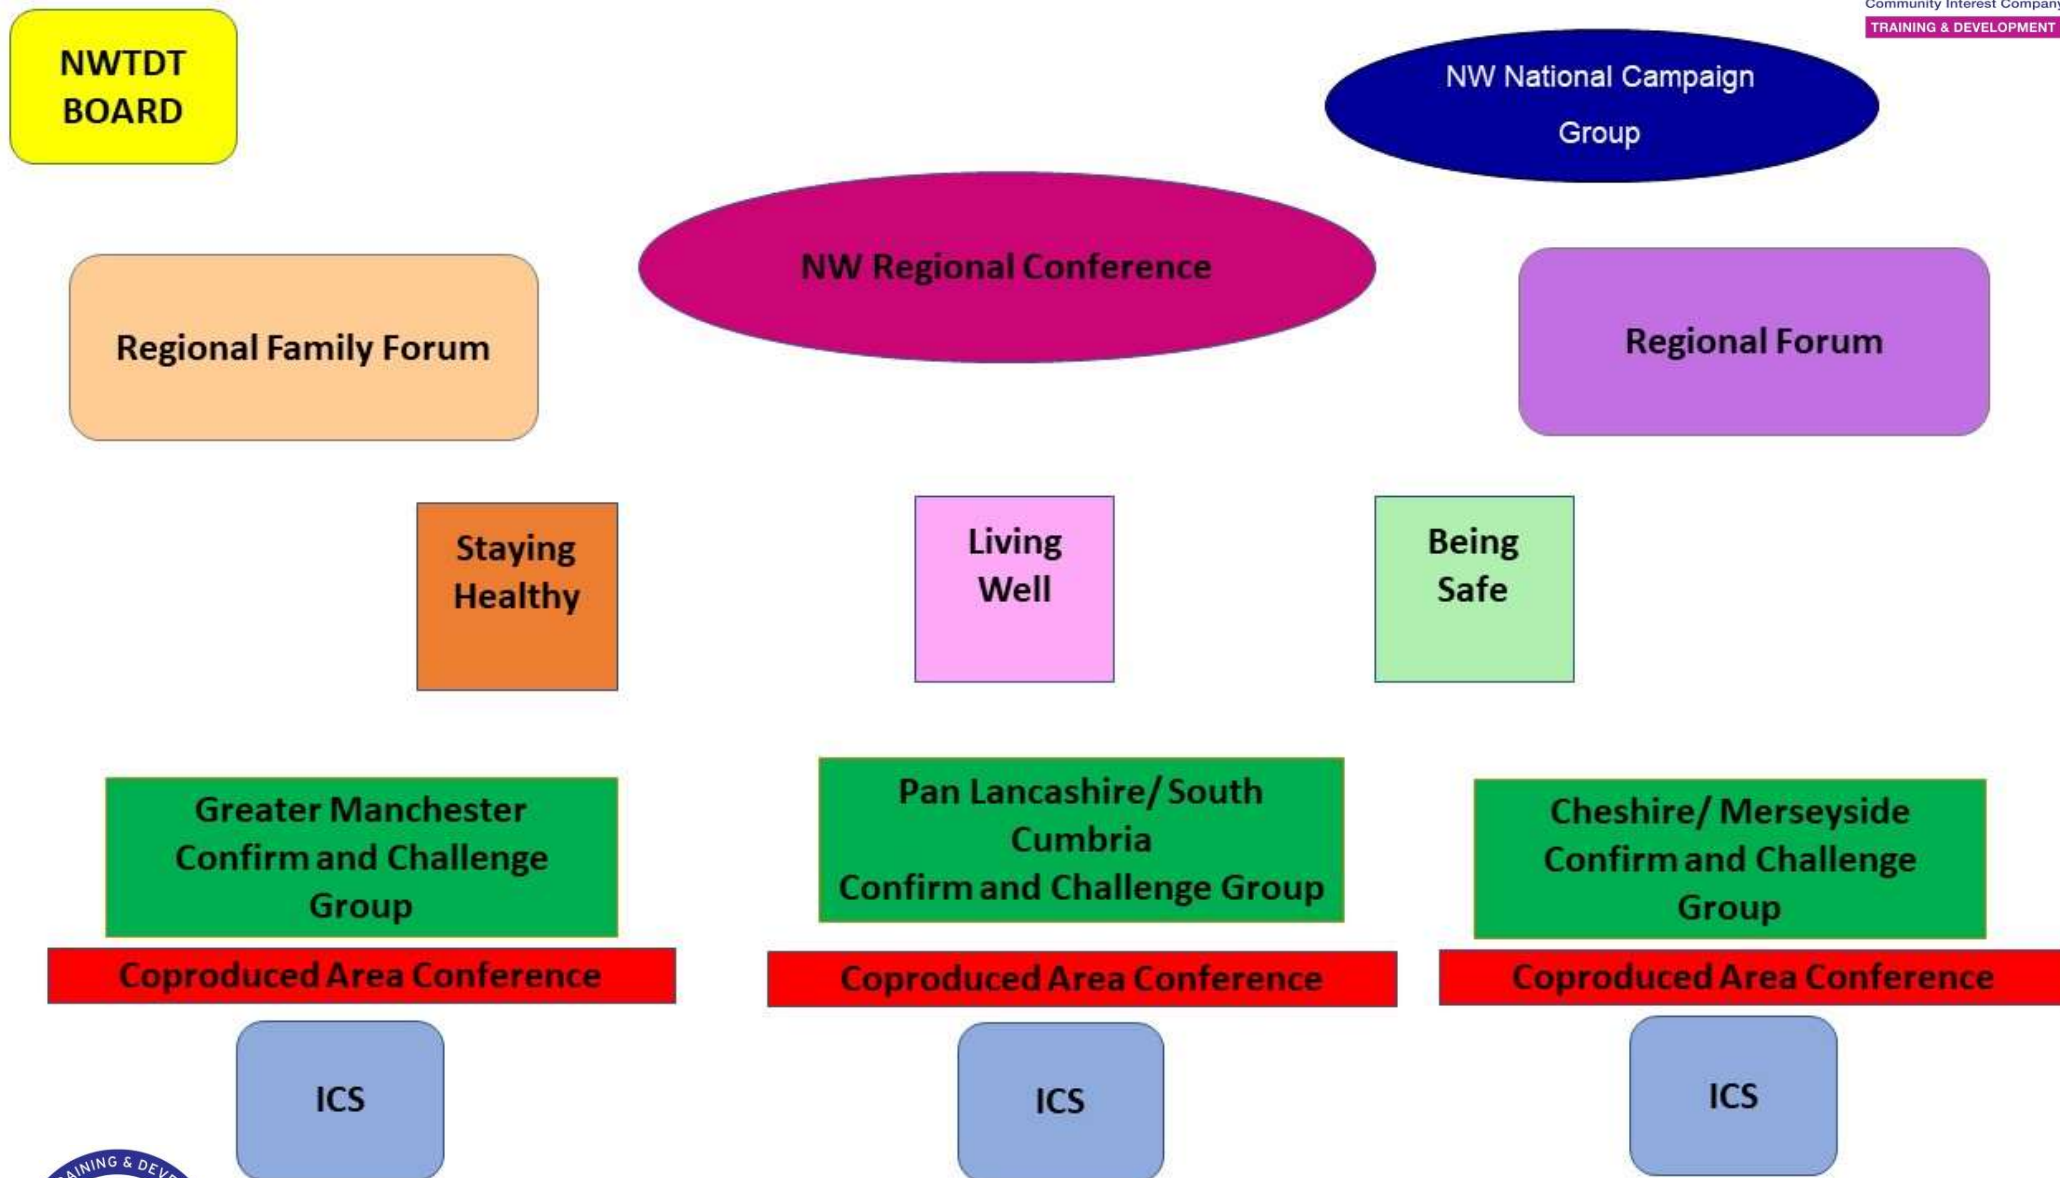 Community Interest Company
TRAINING & DEVELOPMENT
NWTDT
BOARD
NW National Campaign
Group
NW Regional Conference
Regional Family Forum
Regional Forum
Staying
Healthy
Living
Well
Being
Safe
Greater Manchester
Confirm and Challenge
Group
Pan Lancashire/ South
Cumbria
Confirm and Challenge Group
Cheshire/ Merseyside
Confirm and Challenge
Group
Coproduced Area Conference
Coproduced Area Conference
Coproduced Area Conference
ICS
ICS
ICS